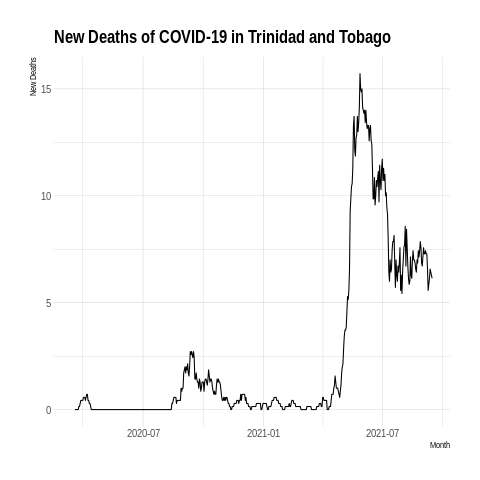 New Deaths of COVID-19 in Trinidad and Tobago
New Deaths
15
10
5
0
2020-07
2021-01
2021-07
Month